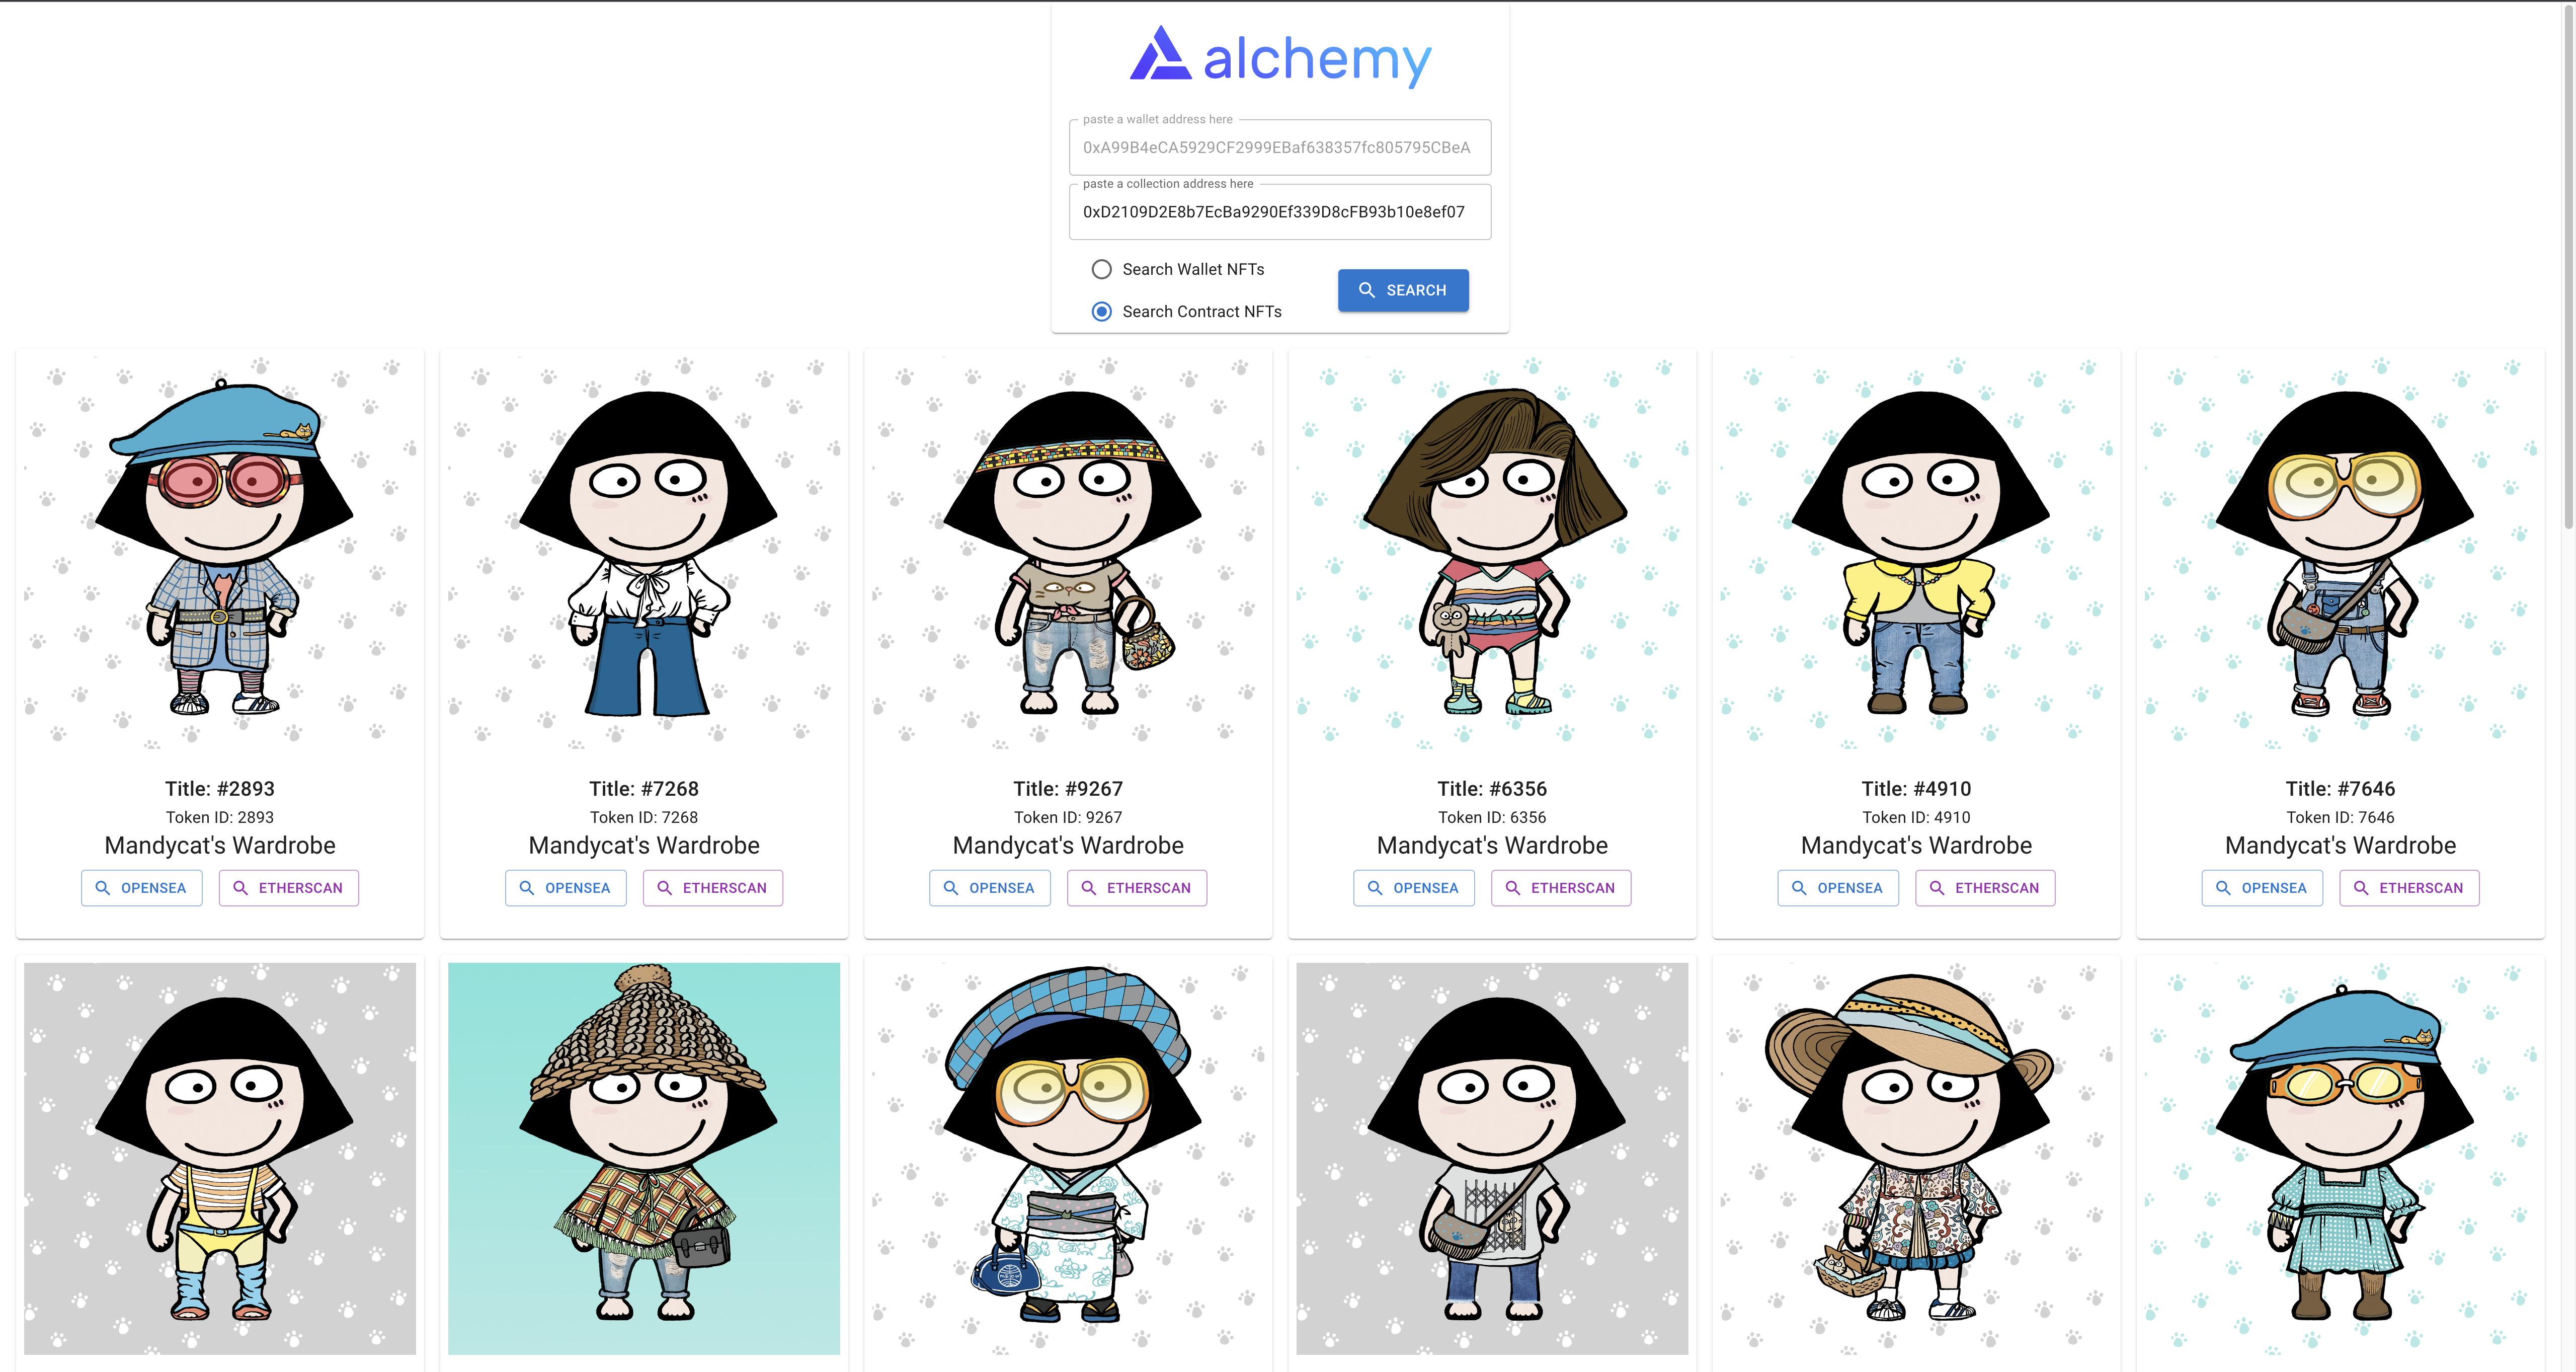 alchemy
paste a wallet address here
0xA99B4eCA5929CF2999EBaf638357fc805795CBeA
paste a collection address here
0xD2109D2E8b7EcBa9290Ef339D8cFB93b10e8ef07
Search Wallet NFTs
Search Contract NFTs
SEARCH
Title: #2893
Token ID: 2893
Mandycat's Wardrobe
OPENSEA ETHERSCAN
Title: #7268
Token ID: 7268
Mandycat's Wardrobe
OPENSEA ETHERSCAN
Title: #9267
Token ID: 9267
Mandycat's Wardrobe
OPENSEA ETHERSCAN
Title: #6356
Token ID: 6356
Mandycat's Wardrobe
OPENSEA ETHERSCAN
Title: #4910
Token ID: 4910
Mandycat's Wardrobe
OPENSEA ETHERSCAN
Title: #7646
Token ID: 7646
Mandycat's Wardrobe
OPENSEA ETHERSCAN